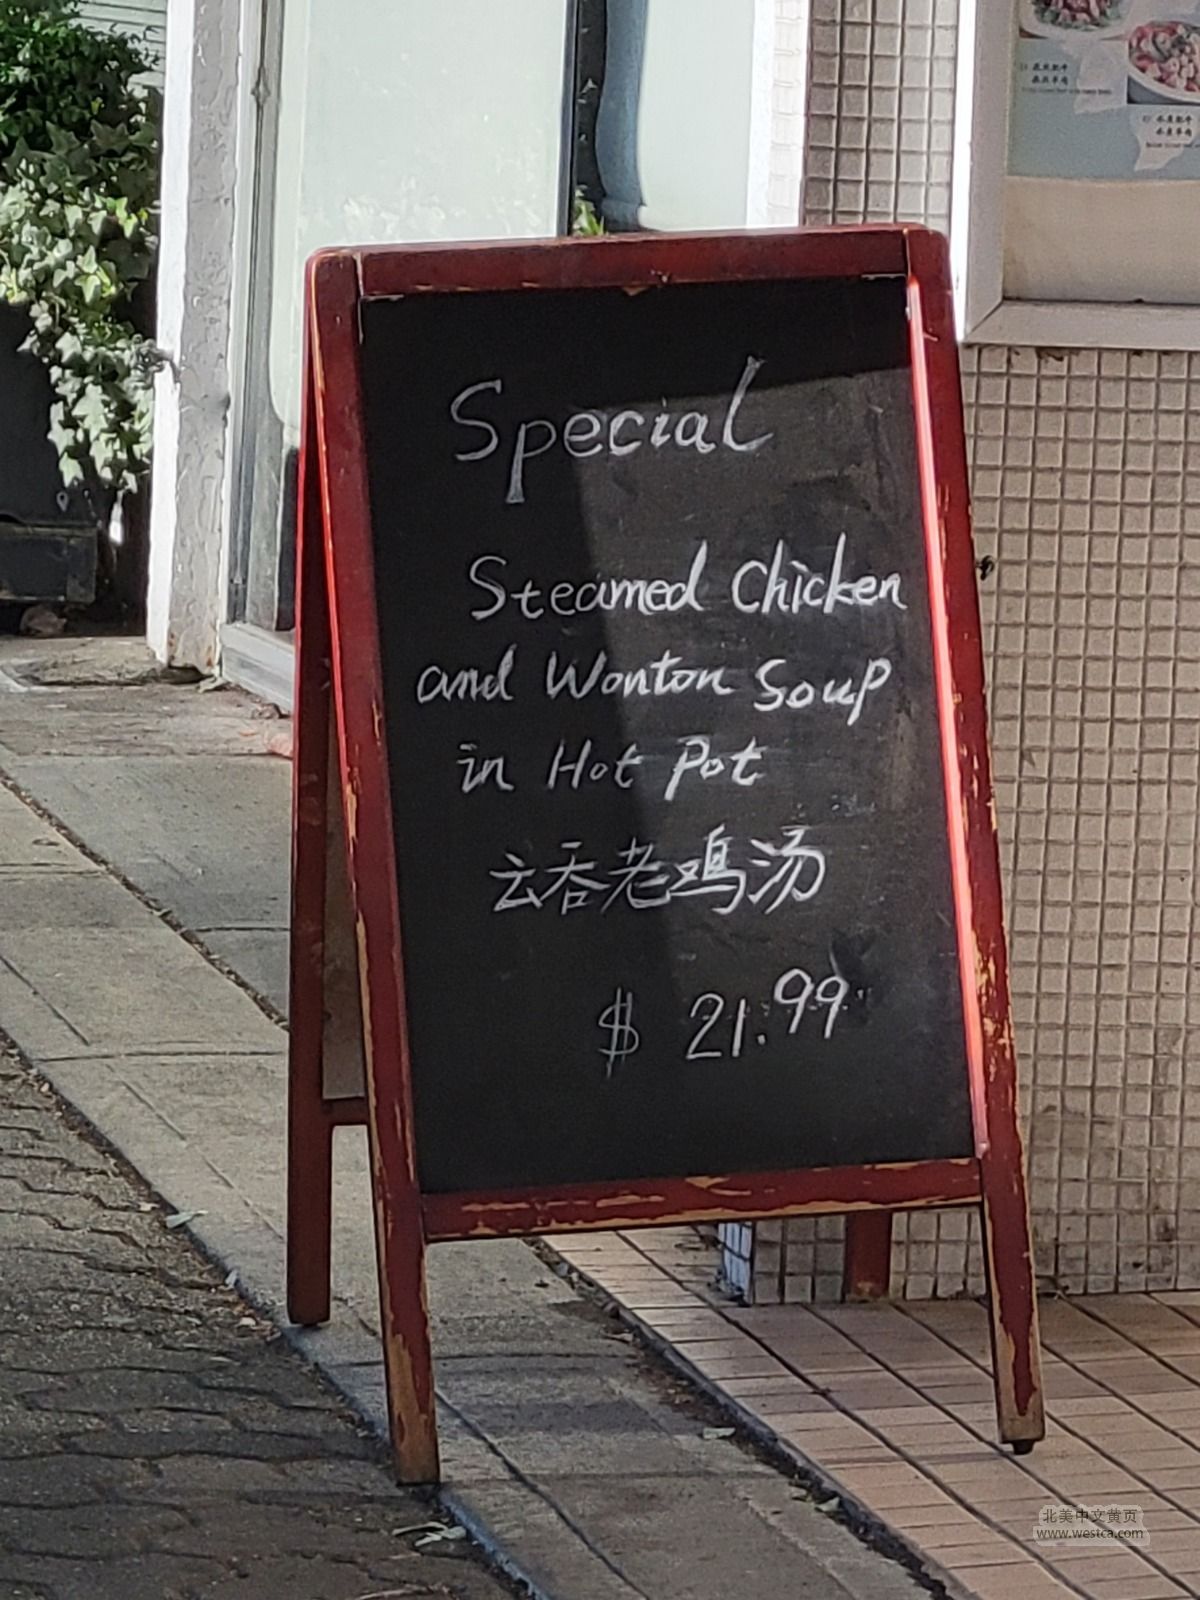 Special
Steamed Chicken
and Wonton Soup
in Hot Pot
云吞老鸡汤
$ 21.99
北美中文黄页
www.westca.com